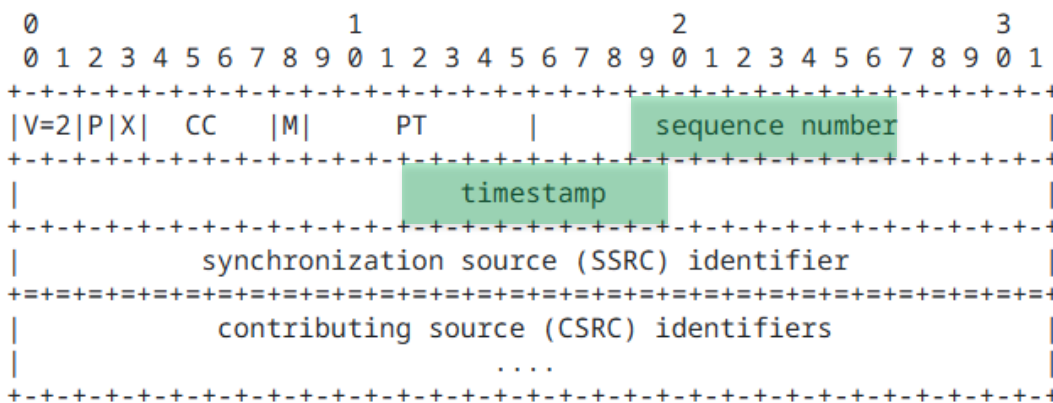 0                   1                   2                   3
0 1 2 3 4 5 6 7 8 9 0 1 2 3 4 5 6 7 8 9 0 1 2 3 4 5 6 7 8 9 0 1
+-+-+-+-+-+-+-+-+-+-+-+-+-+-+-+-+-+-+-+-+-+-+-+-+-+-+-+-+-+-+-+-+
|V=2|P|X|  CC   |M|     PT      |       sequence number         |
+-+-+-+-+-+-+-+-+-+-+-+-+-+-+-+-+-+-+-+-+-+-+-+-+-+-+-+-+-+-+-+-+
|                           timestamp                           |
+-+-+-+-+-+-+-+-+-+-+-+-+-+-+-+-+-+-+-+-+-+-+-+-+-+-+-+-+-+-+-+-+
|           synchronization source (SSRC) identifier            |
+=+=+=+=+=+=+=+=+=+=+=+=+=+=+=+=+=+=+=+=+=+=+=+=+=+=+=+=+=+=+=+=+
|            contributing source (CSRC) identifiers             |
|                             ....                              |
+-+-+-+-+-+-+-+-+-+-+-+-+-+-+-+-+-+-+-+-+-+-+-+-+-+-+-+-+-+-+-+-+